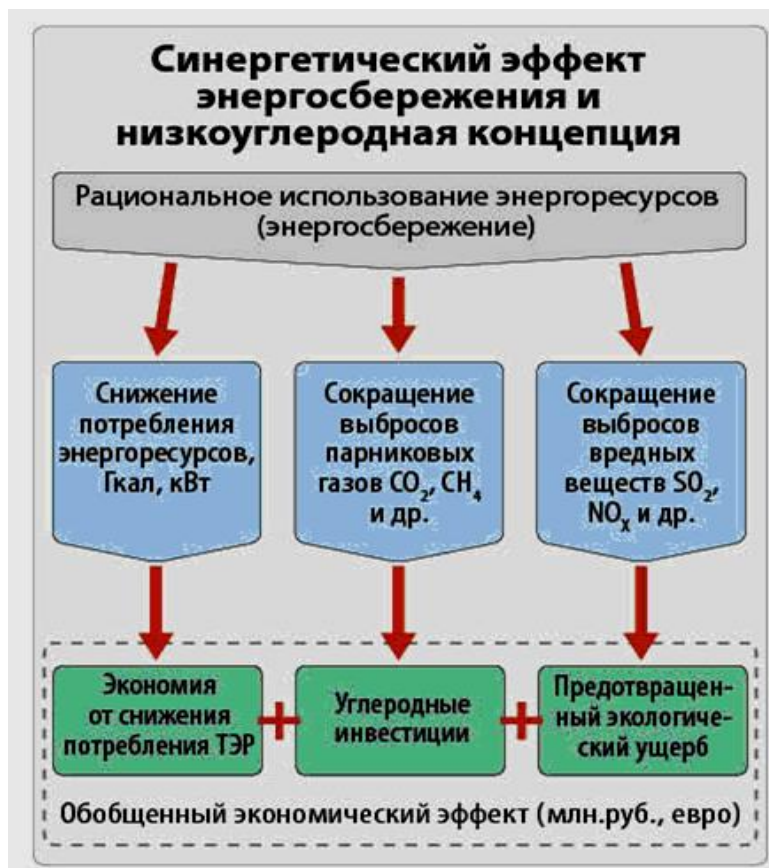 Синергетический эффект
энергосбережения и
низкоуглеродная концепция
Рациональное использование энергоресурсов
(энергосбережение)
Снижение
потребления
энергоресурсов,
Гкал, кВт
Сокращение
выбросов
парниковых
газов CO₂, CH₄
и др.
Сокращение
выбросов
вредных
веществ SO₂,
NOₓ и др.
Экономия
от снижения
потребления ТЭР
+
Углеродные
инвестиции
+
Предотвращен-
ный экологиче-
ский ущерб
Обобщенный экономический эффект (млн.руб., евро)